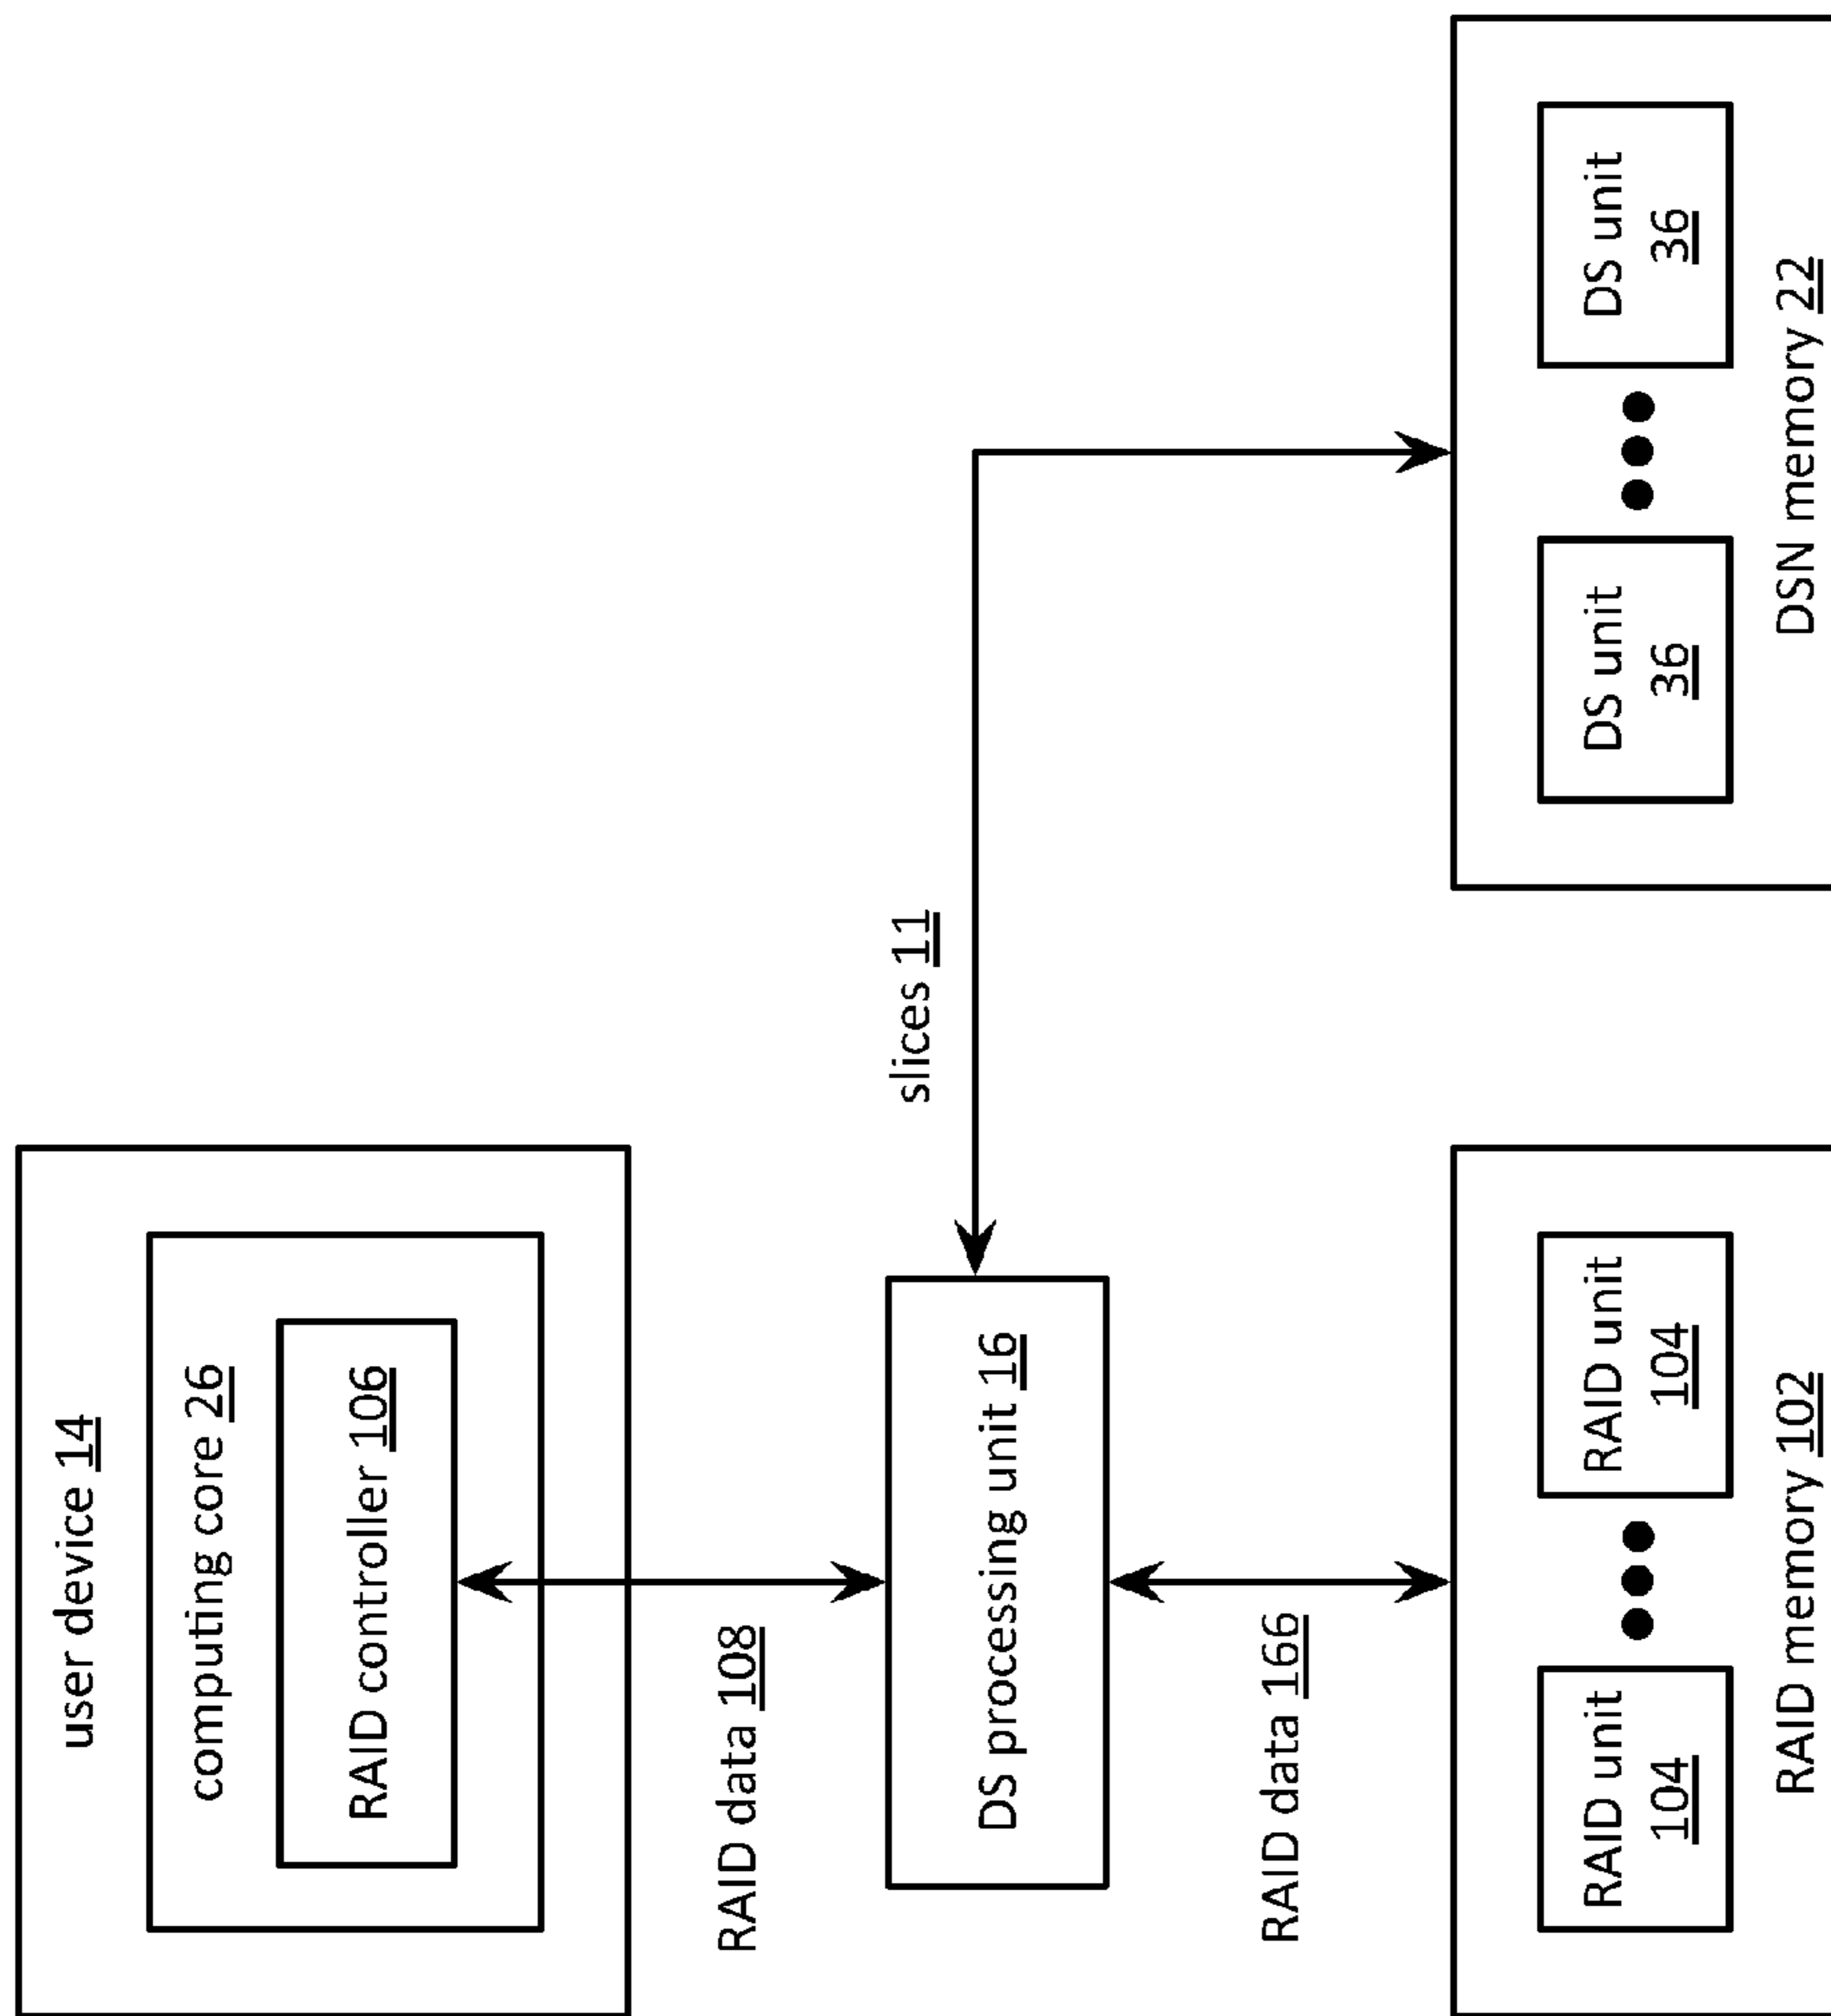 user device 14
computing core 26
RAID controller 106
RAID data 108
slices 11
DS processing unit 16
RAID data 166
RAID unit
104
RAID unit
104
RAID memory 102
DS unit
36
DS unit
36
DSN memory 22